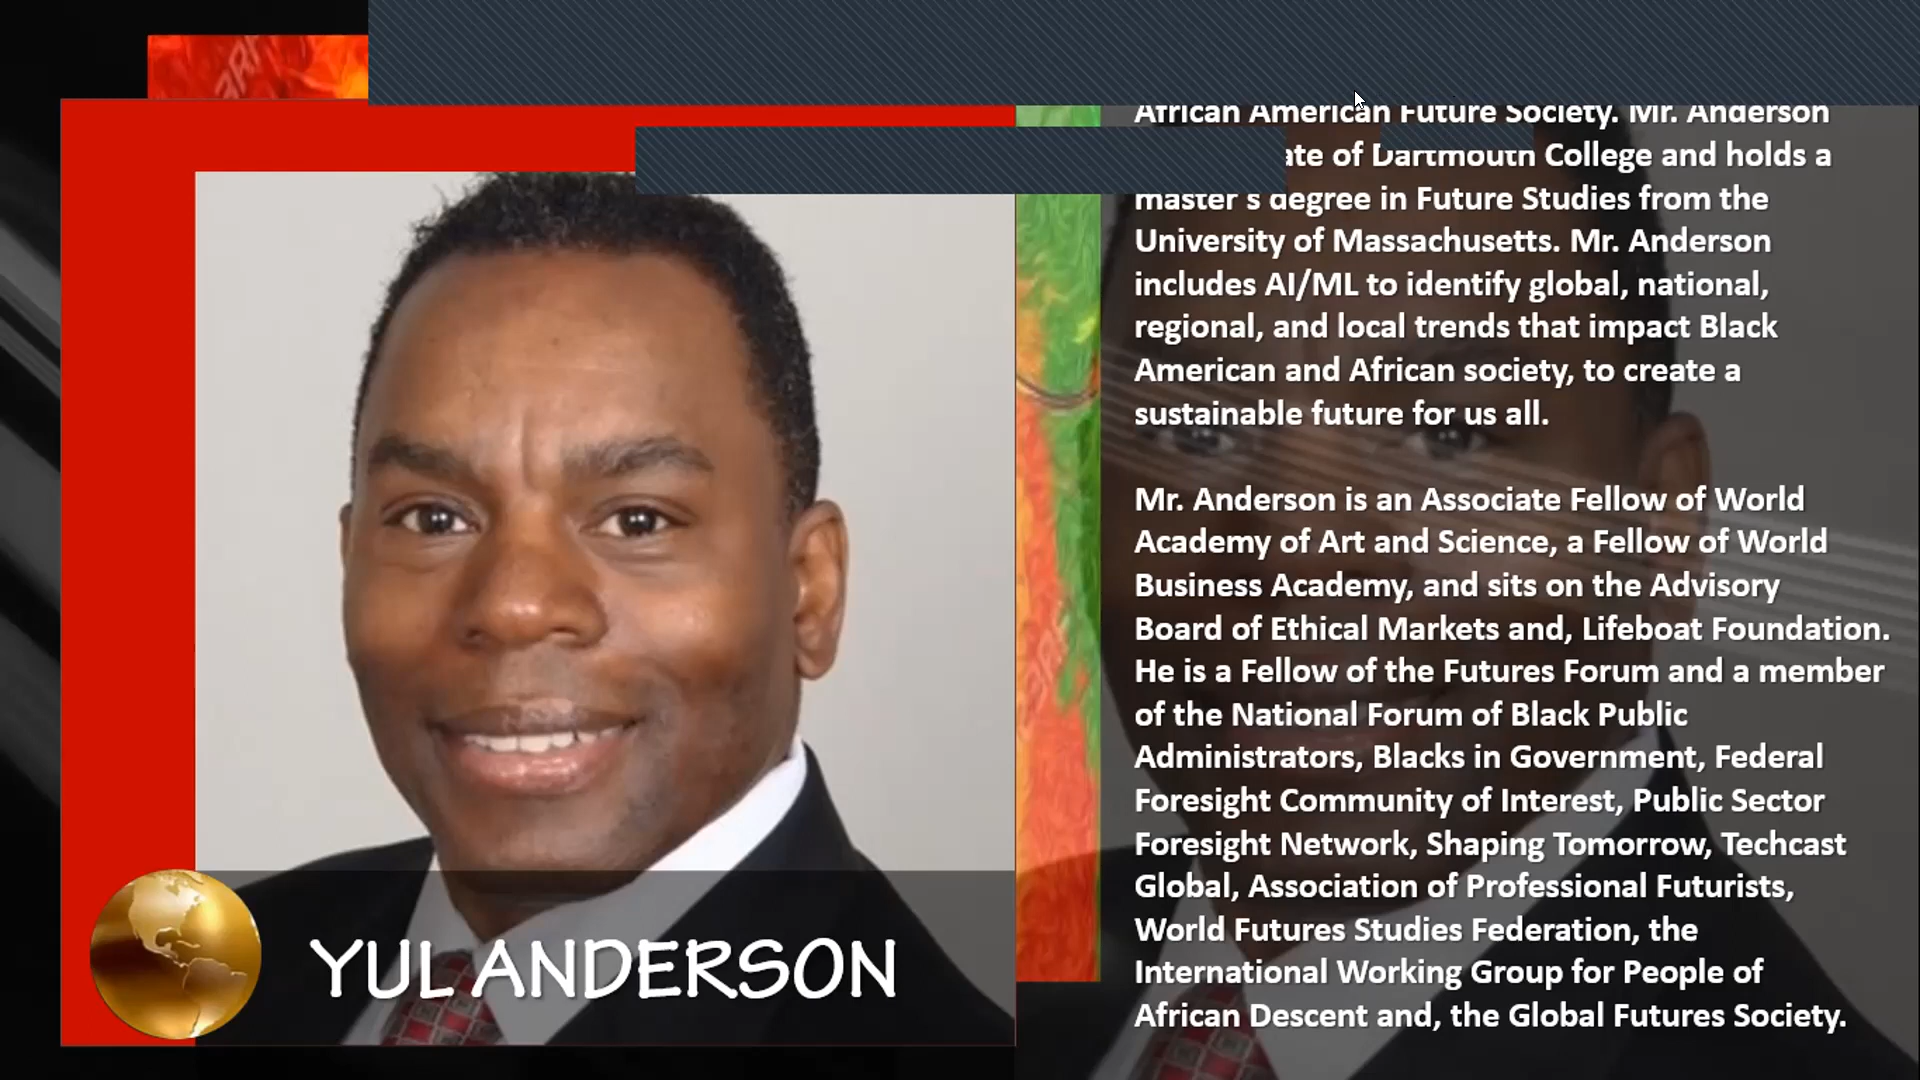 YUL ANDERSON
African American Future Society. Mr. Anderson
of Dartmouth College and holds a
master's degree in Future Studies from the
University of Massachusetts. Mr. Anderson
includes AI/ML to identify global, national,
regional, and local trends that impact Black
American and African society, to create a
sustainable future for us all.
Mr. Anderson is an Associate Fellow of World
Academy of Art and Science, a Fellow of World
Business Academy, and sits on the Advisory
Board of Ethical Markets and, Lifeboat Foundation.
He is a Fellow of the Futures Forum and a member
of the National Forum of Black Public
Administrators, Blacks in Government, Federal
Foresight Community of Interest, Public Sector
Foresight Network, Shaping Tomorrow, Techcast
Global, Association of Professional Futurists,
World Futures Studies Federation, the
International Working Group for People of
African Descent and, the Global Futures Society.